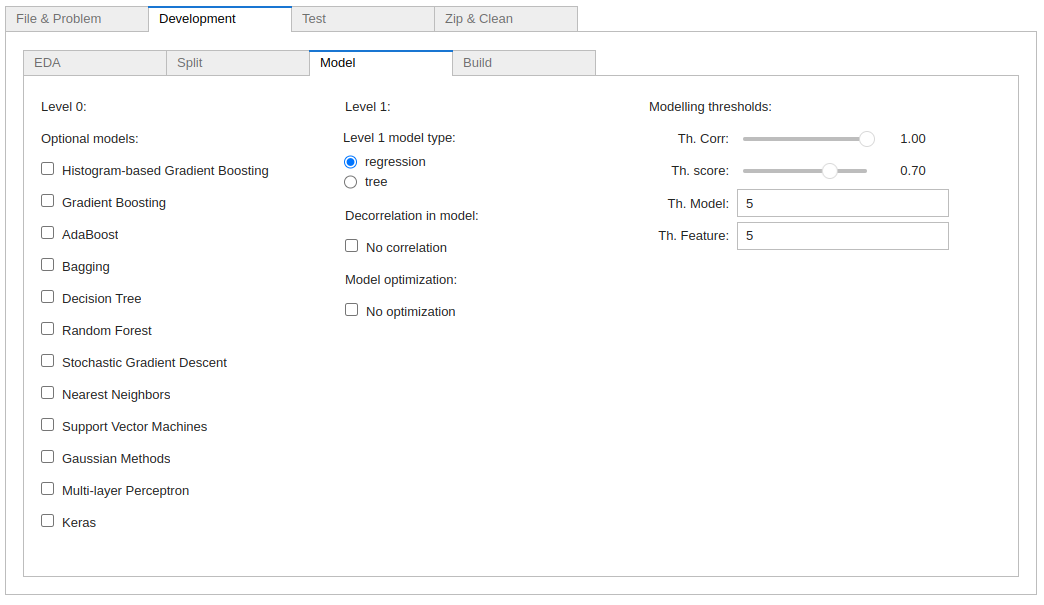 File & Problem
Development
Test
Zip & Clean
EDA
Split
Model
Build
Level 0:
Optional models:
Histogram-based Gradient Boosting
Gradient Boosting
AdaBoost
Bagging
Decision Tree
Random Forest
Stochastic Gradient Descent
Nearest Neighbors
Support Vector Machines
Gaussian Methods
Multi-layer Perceptron
Keras
Level 1:
Level 1 model type:
regression
tree
Decorrelation in model:
No correlation
Model optimization:
No optimization
Modelling thresholds:
Th. Corr: 1.00
Th. score: 0.70
Th. Model: 5
Th. Feature: 5